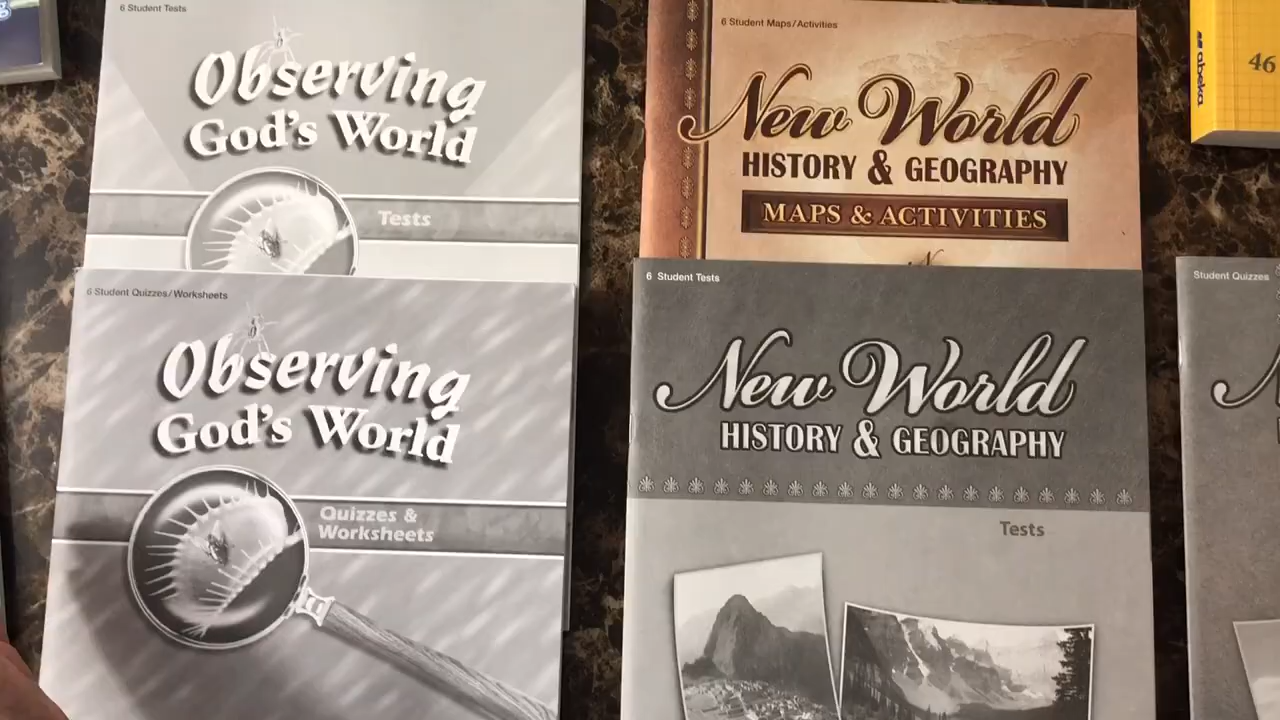 6 Student Tests
Observing
God's World
Tests
6 Student Quizzes/Worksheets
Observing
God's World
Quizzes &
Worksheets
6 Student Maps/Activities
New World
HISTORY & GEOGRAPHY
MAPS & ACTIVITIES
6 Student Tests
New World
HISTORY & GEOGRAPHY
Tests
abeka
46
Student Quizzes